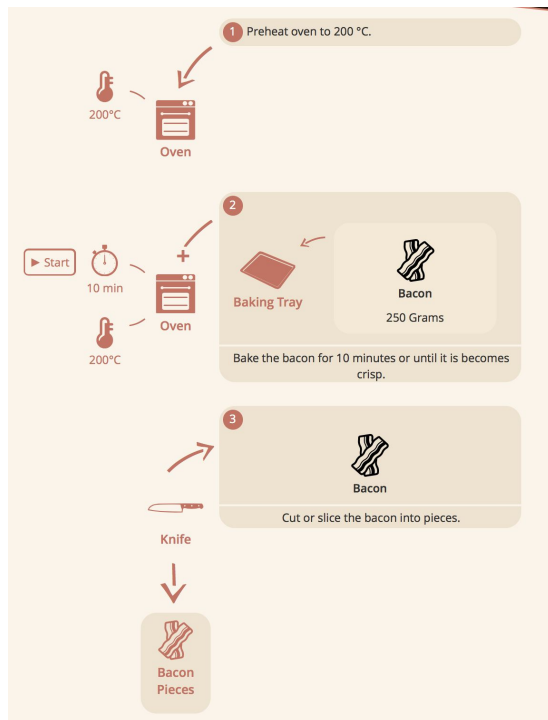 1 Preheat oven to 200 °C.
200°C
Oven
2
▶ Start
10 min
+
Oven
200°C
Baking Tray
Bacon
250 Grams
Bake the bacon for 10 minutes or until it is becomes
crisp.
3
Bacon
Cut or slice the bacon into pieces.
Knife
Bacon
Pieces